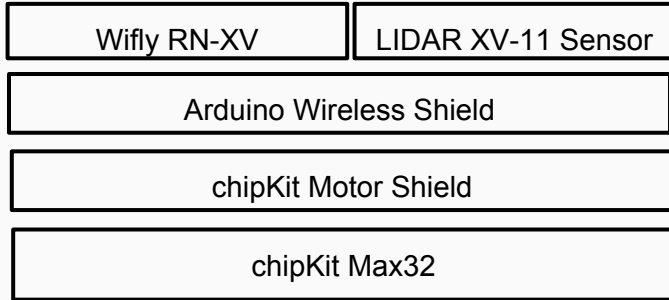 Wifly RN-XV
LIDAR XV-11 Sensor
Arduino Wireless Shield
chipKit Motor Shield
chipKit Max32